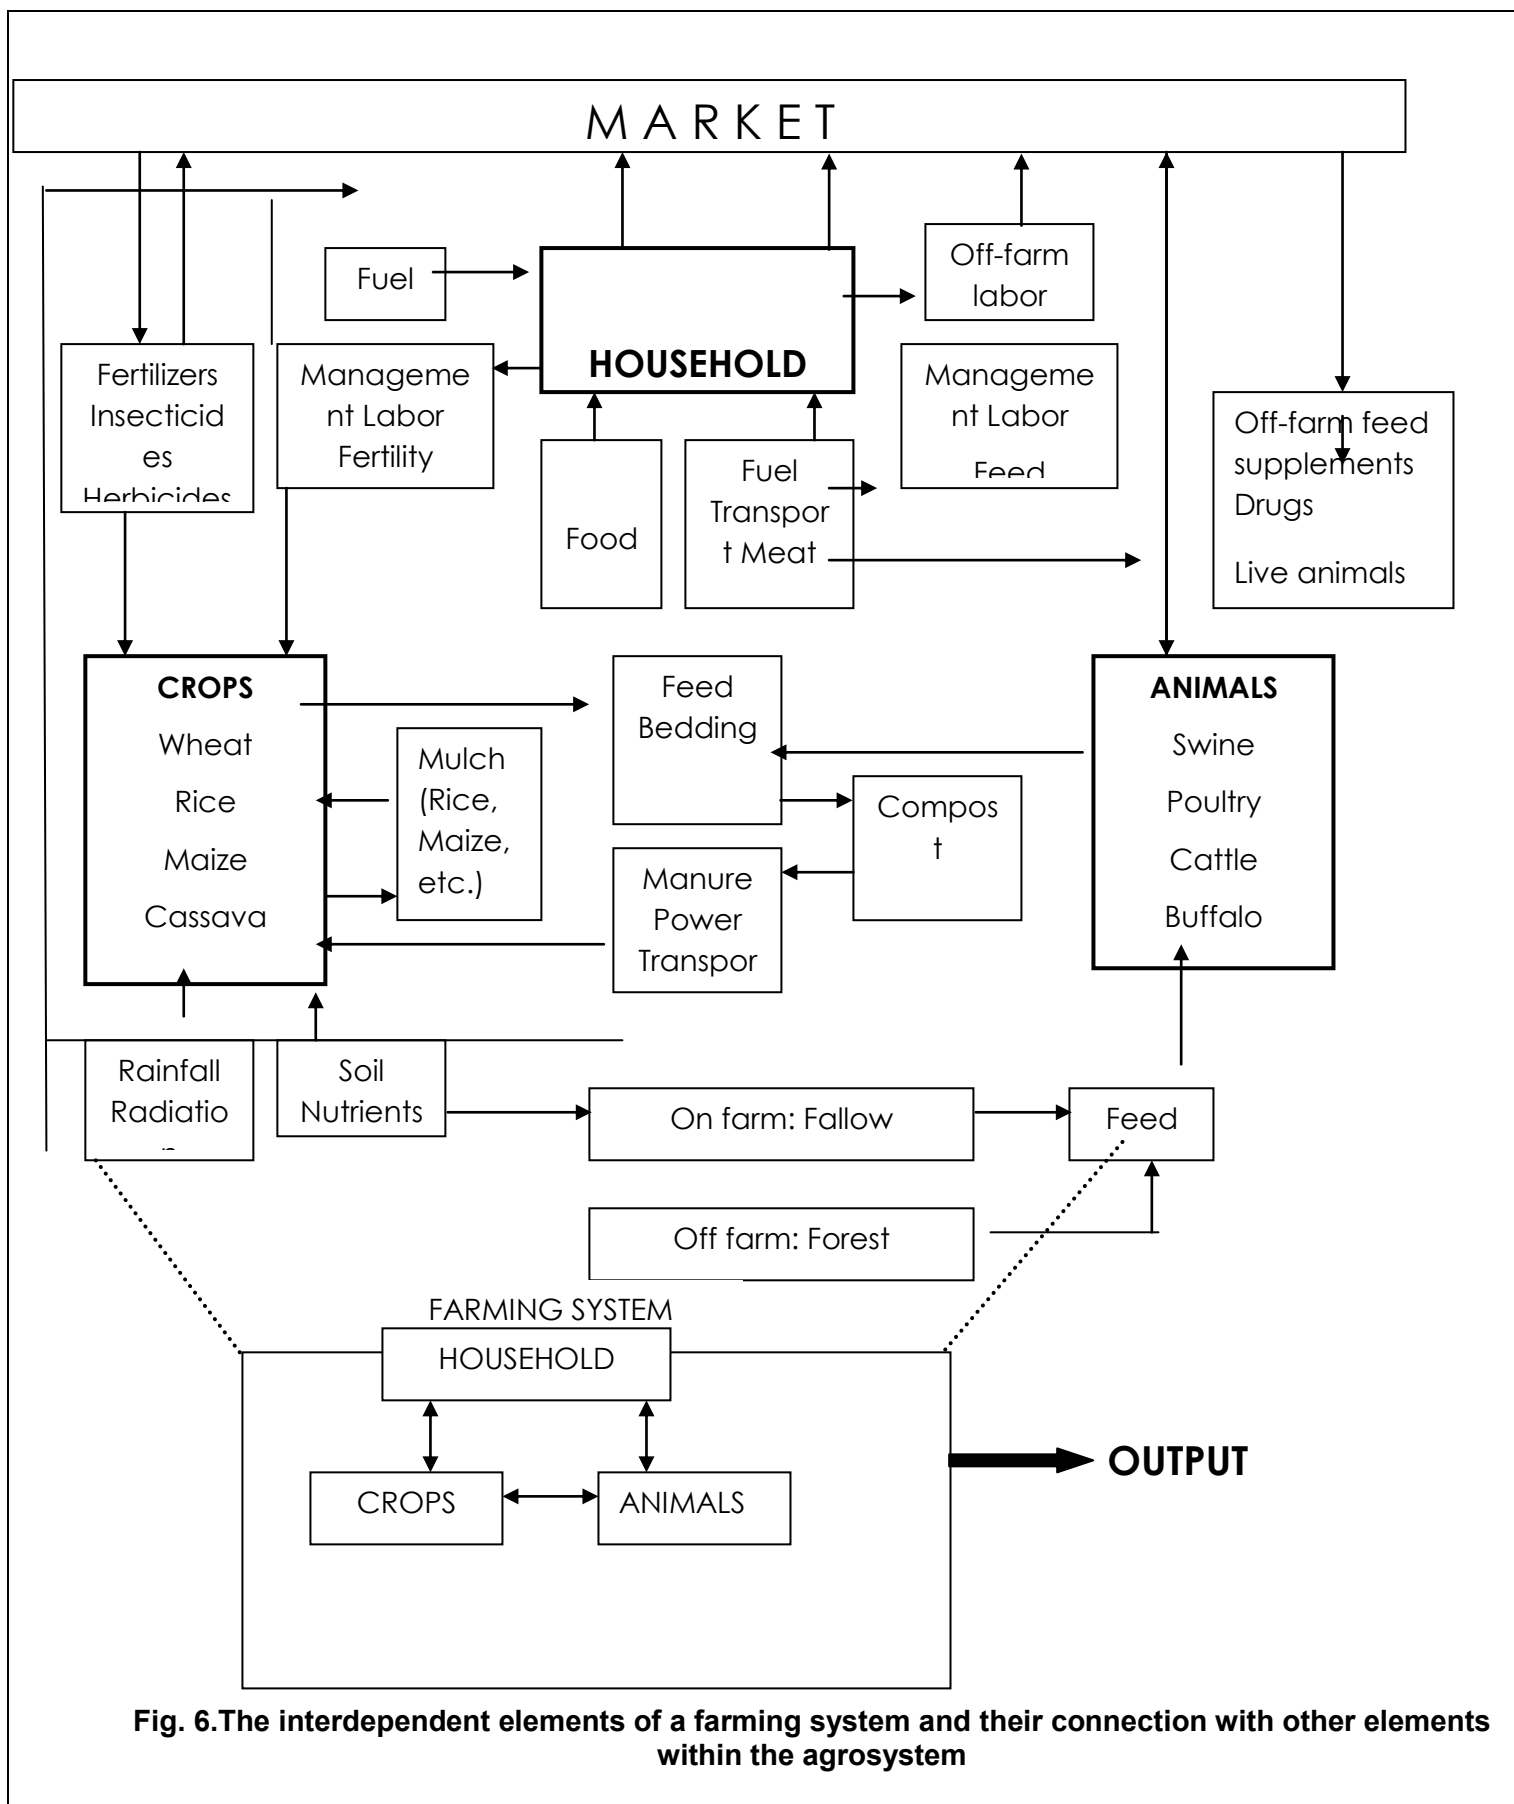 M A R K E T
Fuel
HOUSEHOLD
Off-farm
labor
Fertilizers
Insecticid
es
Herbicides
Manageme
nt Labor
Fertility
Manageme
nt Labor
Feed
Off-farm feed
supplements
Drugs
Live animals
Food
Fuel
Transpor
t Meat
CROPS
Wheat
Rice
Maize
Cassava
Mulch
(Rice,
Maize,
etc.)
Feed
Bedding
Compos
t
Manure
Power
Transpor
ANIMALS
Swine
Poultry
Cattle
Buffalo
Rainfall
Radiatio
n
Soil
Nutrients
On farm: Fallow
Feed
Off farm: Forest
FARMING SYSTEM
HOUSEHOLD
CROPS
ANIMALS
OUTPUT
Fig. 6.The interdependent elements of a farming system and their connection with other elements
within the agrosystem